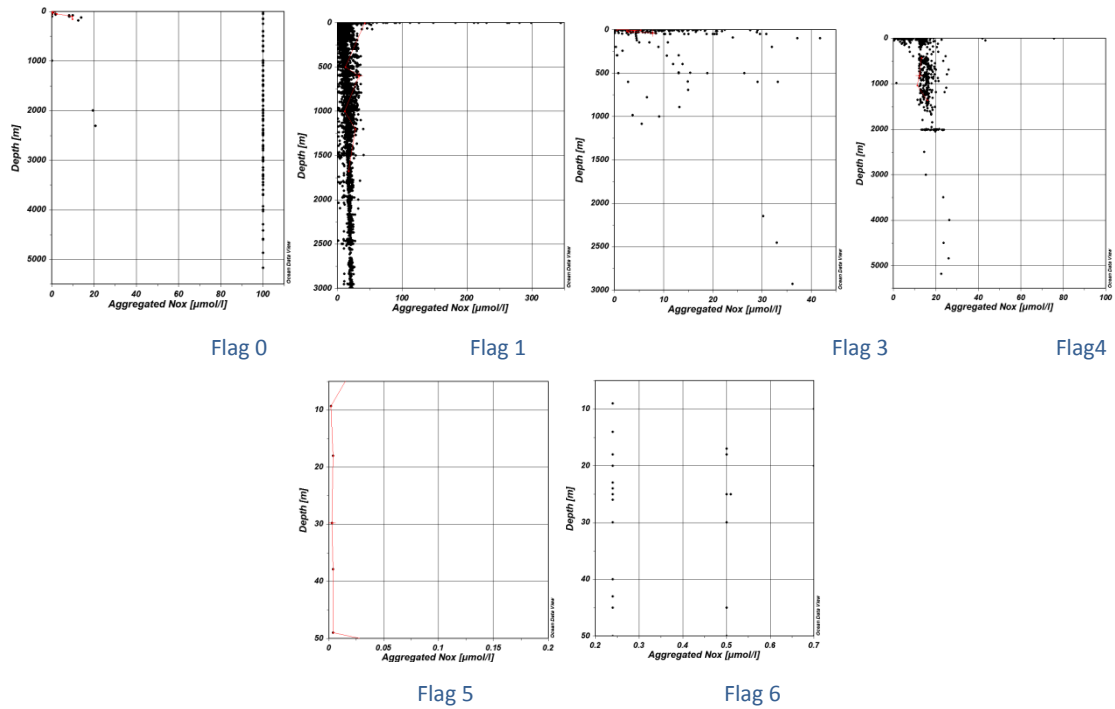 0
1000
2000
3000
4000
5000
Depth [m]
0 20 40 60 80 100
Aggregated Nox [μmol/l]
Ocean Data View
0
500
1000
1500
2000
2500
3000
Depth [m]
0 50 100 150 200 250 300
Aggregated Nox [μmol/l]
Ocean Data View
0
500
1000
1500
2000
2500
3000
Depth [m]
0 10 20 30 40
Aggregated Nox [μmol/l]
Ocean Data View
0
1000
2000
3000
4000
5000
Depth [m]
0 20 40 60 80 100
Aggregated Nox [μmol/l]
Ocean Data View
Flag 0 Flag 1 Flag 3 Flag4
10
20
30
40
50
Depth [m]
0 0.05 0.1 0.15 0.2
Aggregated Nox [μmol/l]
Ocean Data View
10
20
30
40
50
Depth [m]
0.2 0.3 0.4 0.5 0.6 0.7
Aggregated Nox [μmol/l]
Ocean Data View
Flag 5 Flag 6